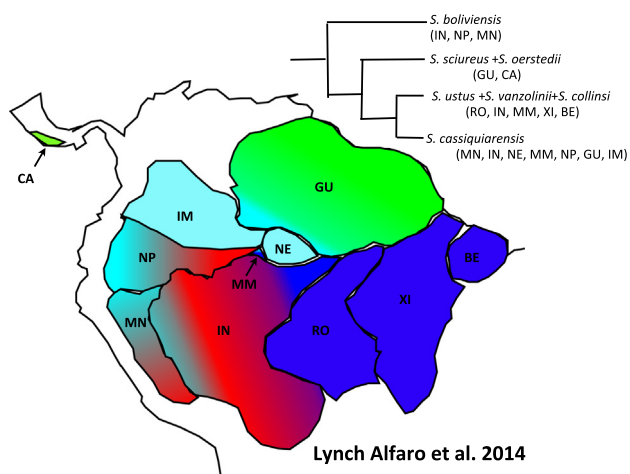 S. boliviensis
(IN, NP, MN)
S. sciureus +S. oerstedii
(GU, CA)
S. ustus +S. vanzolinii+S. collinsi
(RO, IN, MM, XI, BE)
S. cassiquiarensis
(MN, IN, NE, MM, NP, GU, IM)
CA
GU
IM
NE
NP
BE
MM
XI
MN
IN
RO
Lynch Alfaro et al. 2014